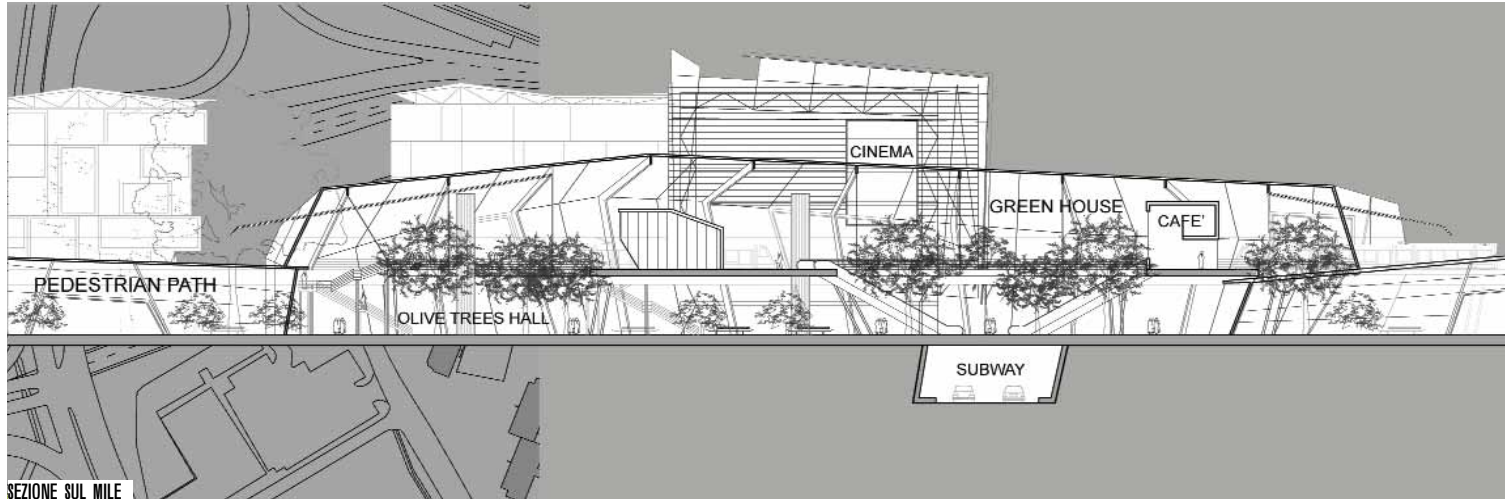 CINEMA
GREEN HOUSE
CAFE'
PEDESTRIAN PATH
OLIVE TREES HALL
SUBWAY
SEZIONE SUL MILE